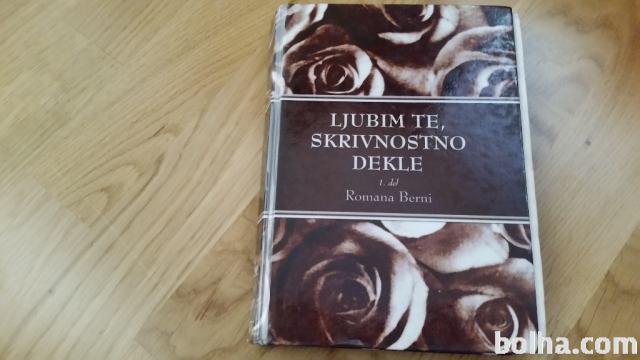 LJUBIM TE,
SKRIVNOSTNO
DEKLE
1. del
Romana Berni
bolha.com